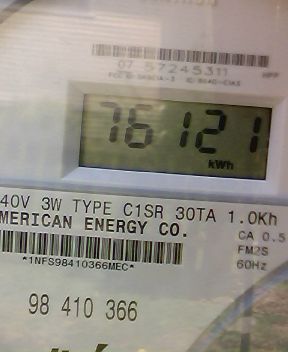 07 57245311
76121
kWh
40V 3W TYPE C1SR 30TA 1.0Kh
MERICAN ENERGY CO.
CA 0.5
FM2S
60Hz
*1NFS98410366MEC*
98 410 366